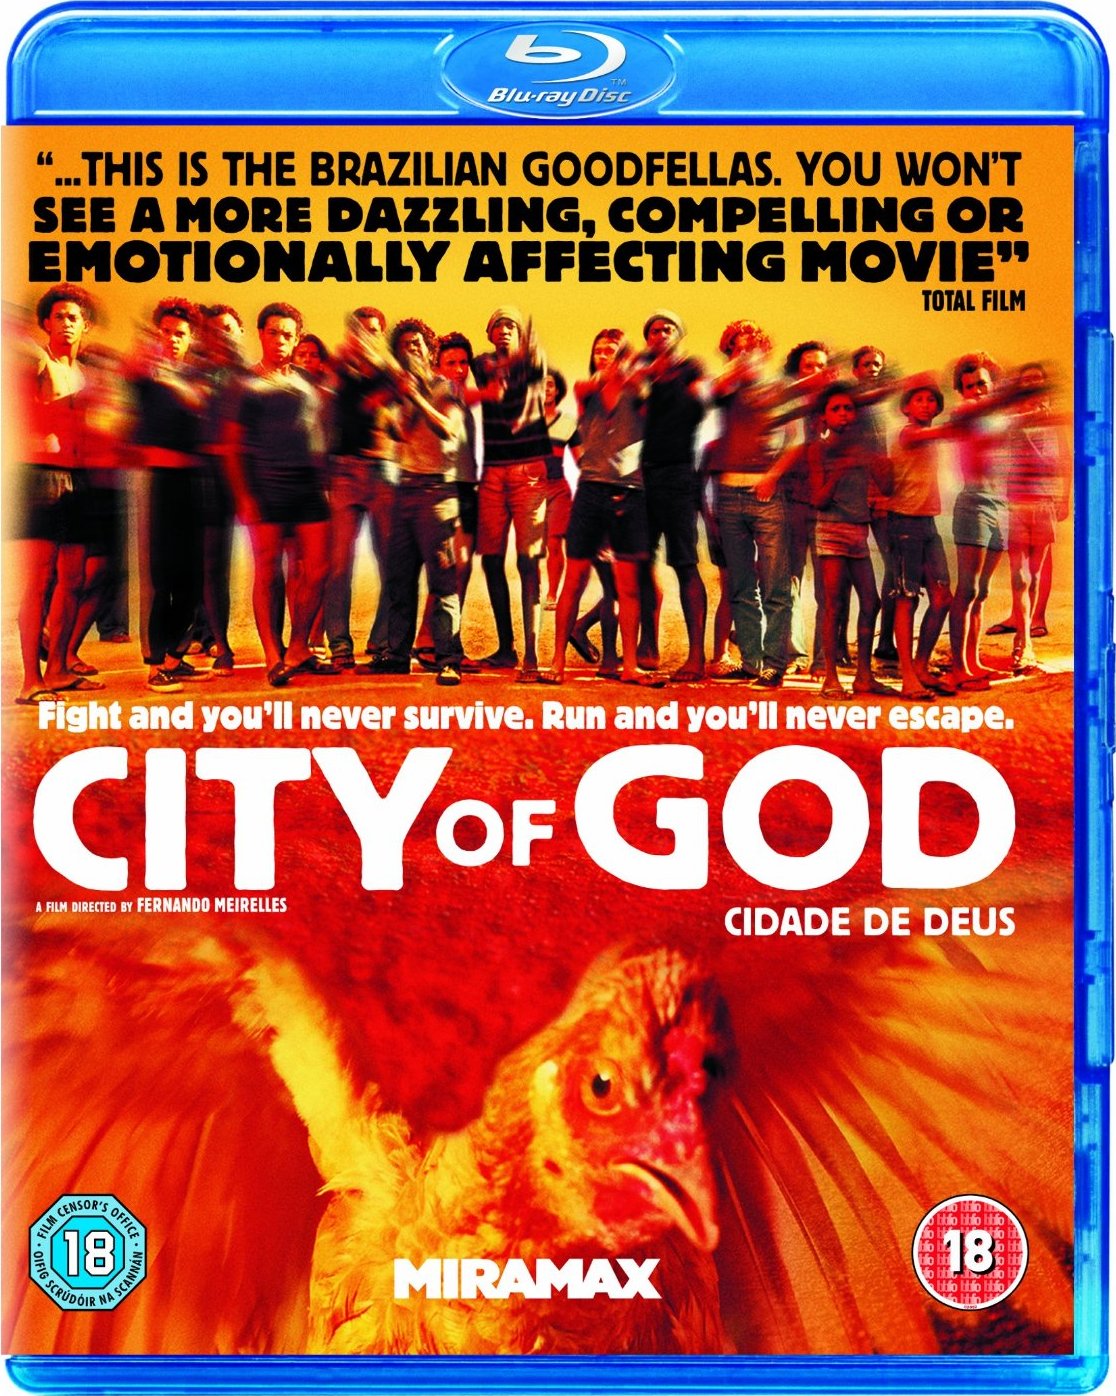 Blu-ray Disc™
“...THIS IS THE BRAZILIAN GOODFELLAS. YOU WON'T
SEE A MORE DAZZLING, COMPELLING OR
EMOTIONALLY AFFECTING MOVIE”
TOTAL FILM
Fight and you'll never survive. Run and you'll never escape.
CITY OF GOD
A FILM DIRECTED BY FERNANDO MEIRELLES
CIDADE DE DEUS
FILM CENSOR'S OFFICE
18
OIFIG SCRÚDÓIR NA SCANNÁN
MIRAMAX
18